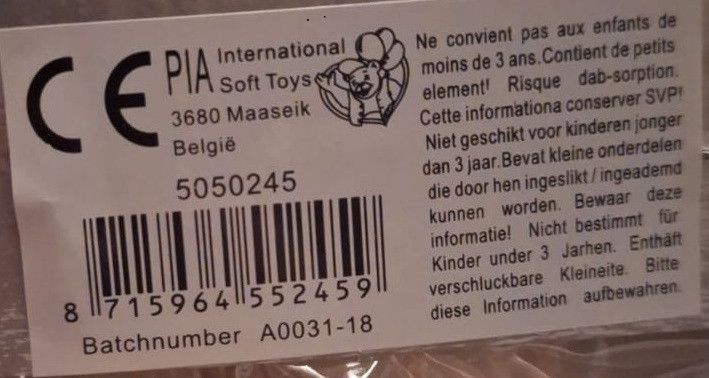 CE
PIA International
Soft Toys
3680 Maaseik
België
5050245
8 715964 552459
Batchnumber A0031-18
Ne convient pas aux enfants de
moins de 3 ans.Contient de petits
element! Risque dab-sorption.
Cette informationa conserver SVP!
Niet geschikt voor kinderen jonger
dan 3 jaar.Bevat kleine onderdelen
die door hen ingeslikt / ingeademd
kunnen worden. Bewaar deze
informatie! Nicht bestimmt für
Kinder under 3 Jarhen. Enthäft
verschluckbare Kleineite. Bitte
diese Information aufbewahren.